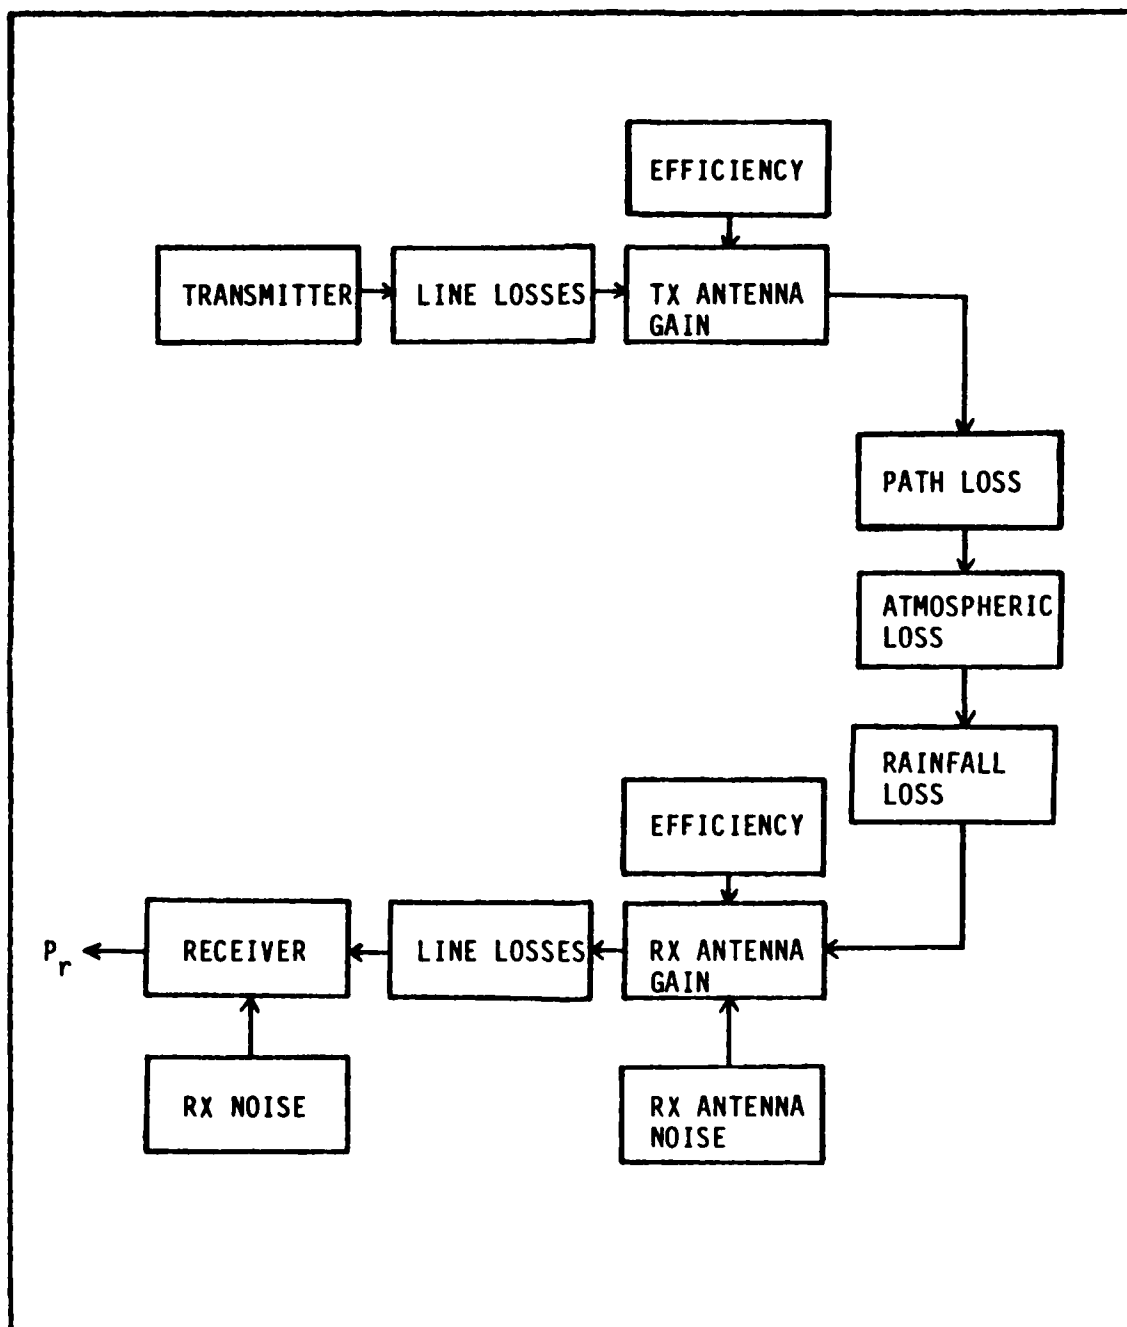 EFFICIENCY
TRANSMITTER
LINE LOSSES
TX ANTENNA
GAIN
PATH LOSS
ATMOSPHERIC
LOSS
RAINFALL
LOSS
EFFICIENCY
RX ANTENNA
GAIN
LINE LOSSES
RECEIVER
Pr
RX NOISE
RX ANTENNA
NOISE